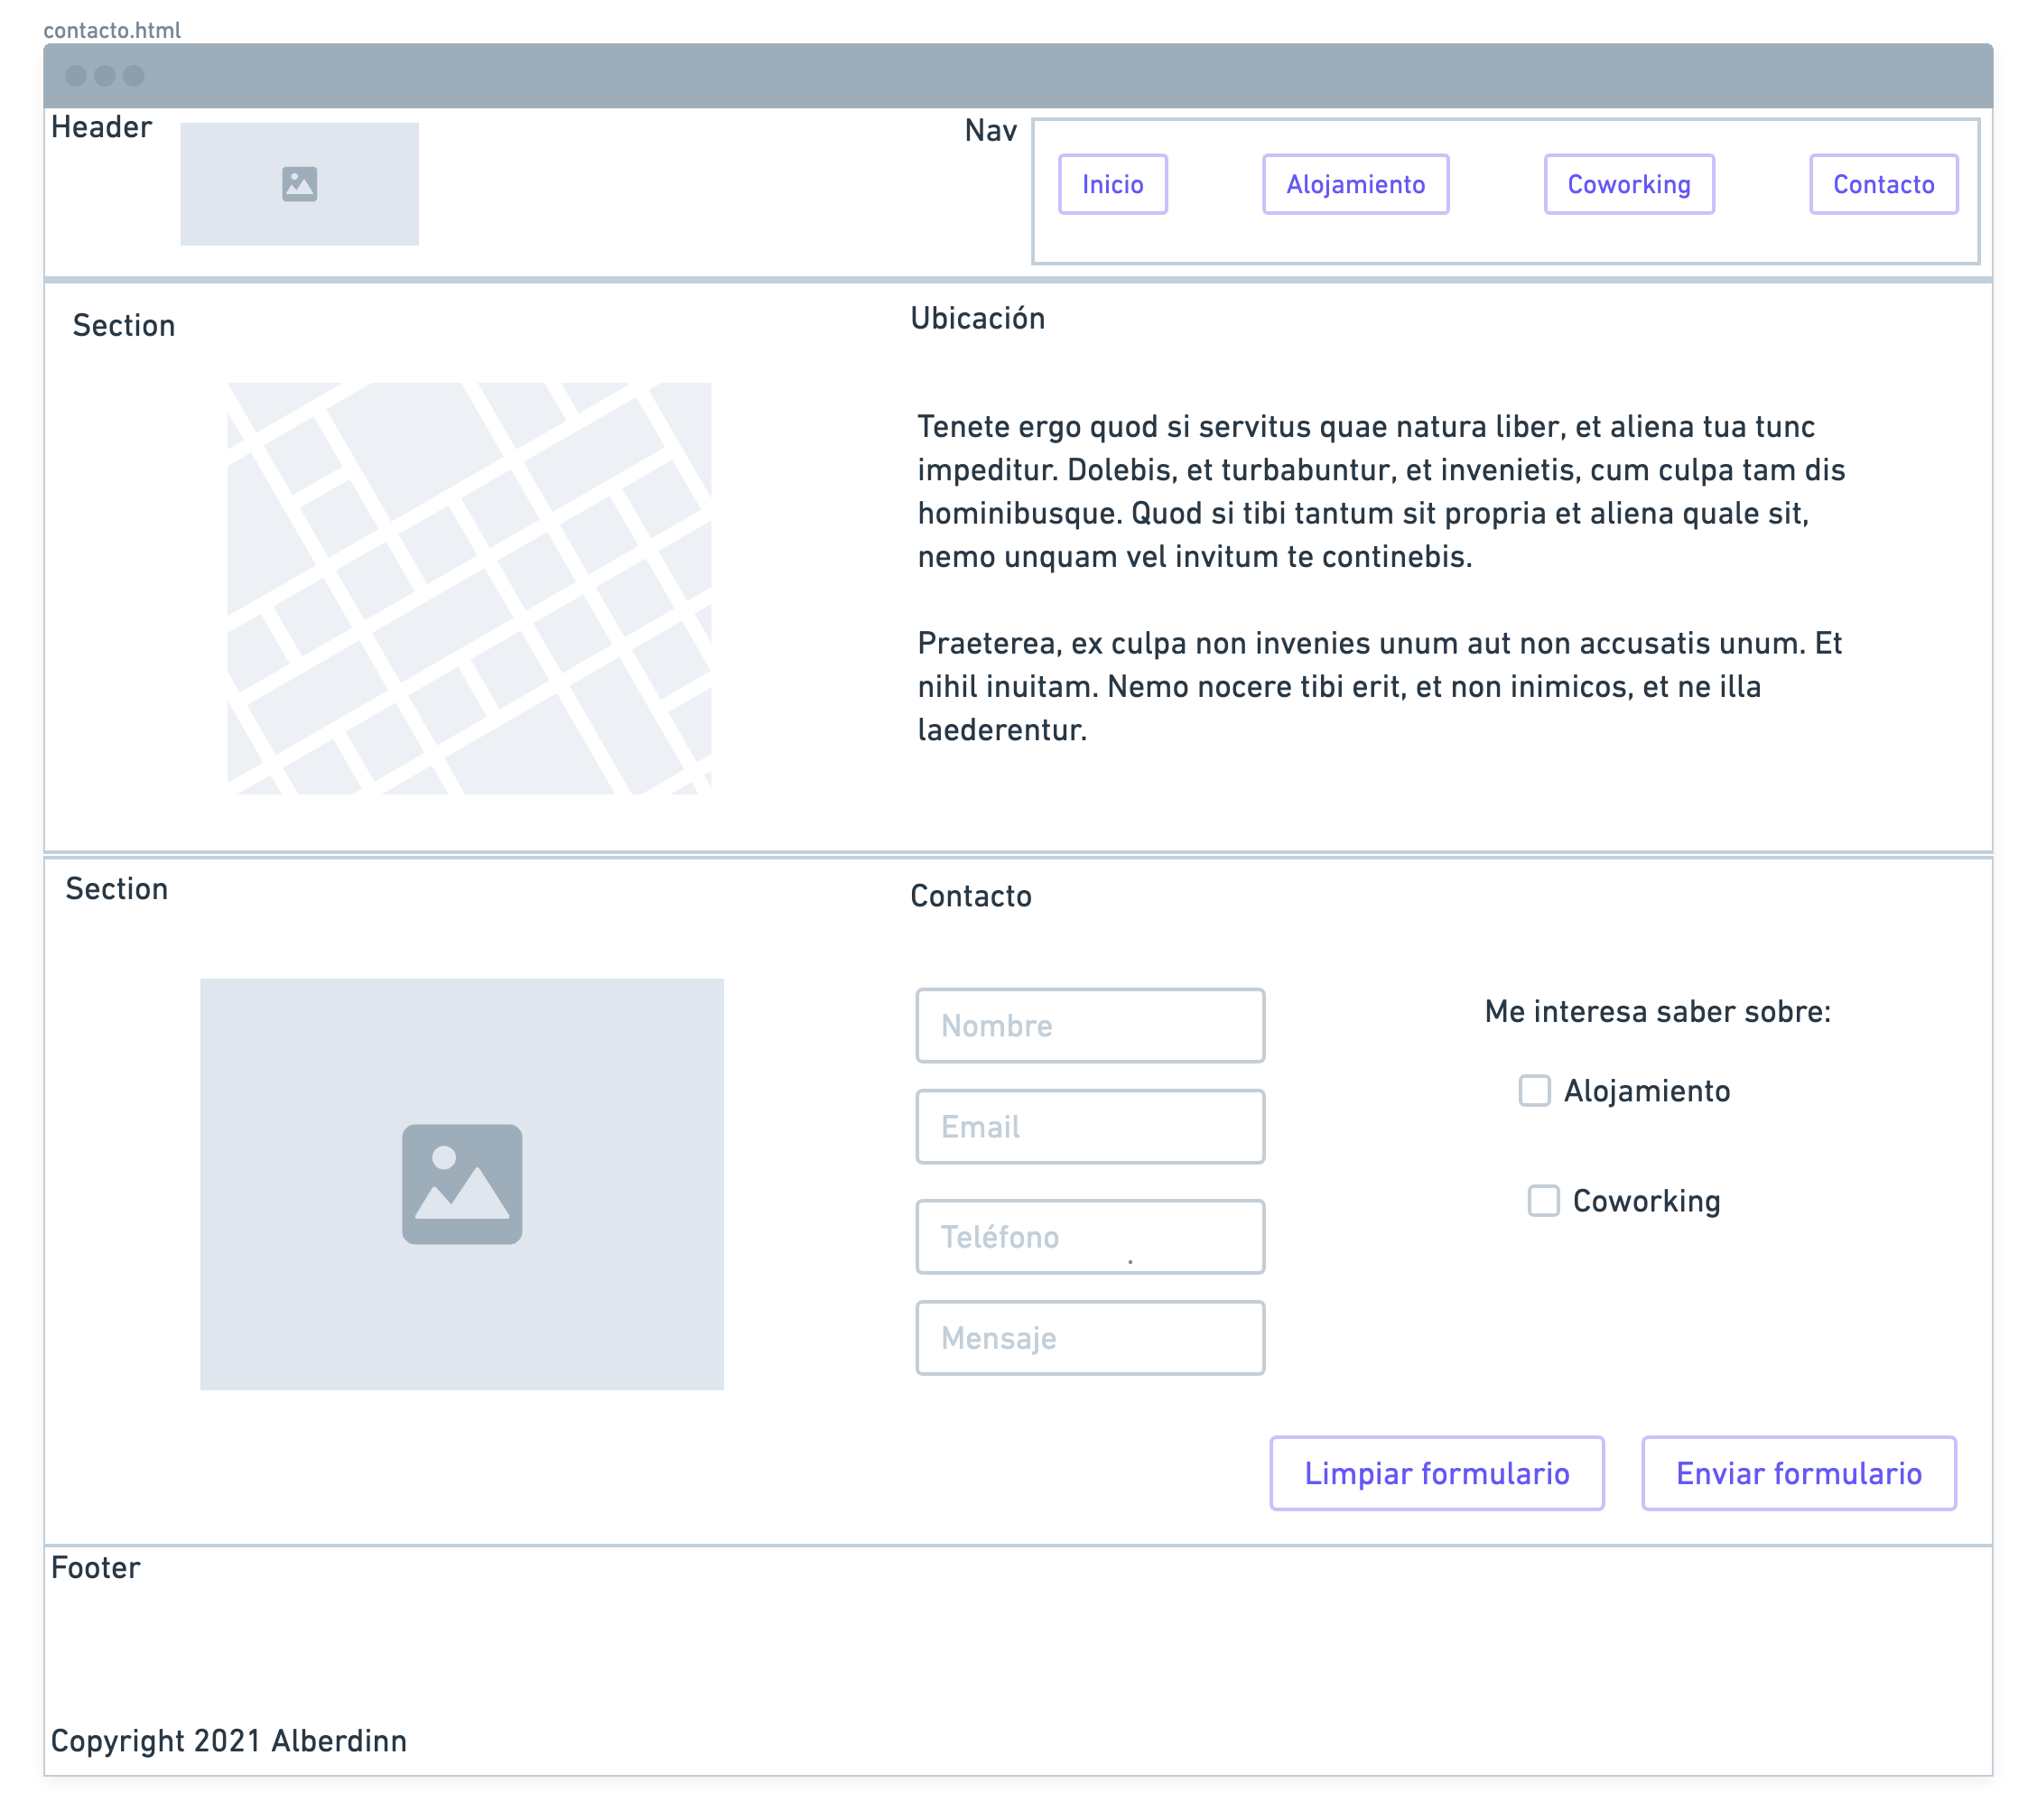 contacto.html
Header
Nav
Inicio
Alojamiento
Coworking
Contacto
Section
Ubicación
Tenete ergo quod si servitus quae natura liber, et aliena tua tunc
impeditur. Dolebis, et turbabuntur, et invenietis, cum culpa tam dis
hominibusque. Quod si tibi tantum sit propria et aliena quale sit,
nemo unquam vel invitum te continebis.
Praeterea, ex culpa non invenies unum aut non accusatis unum. Et
nihil inuitam. Nemo nocere tibi erit, et non inimicos, et ne illa
laederentur.
Section
Contacto
Nombre
Email
Teléfono
.
Mensaje
Me interesa saber sobre:
Alojamiento
Coworking
Limpiar formulario
Enviar formulario
Footer
Copyright 2021 Alberdinn